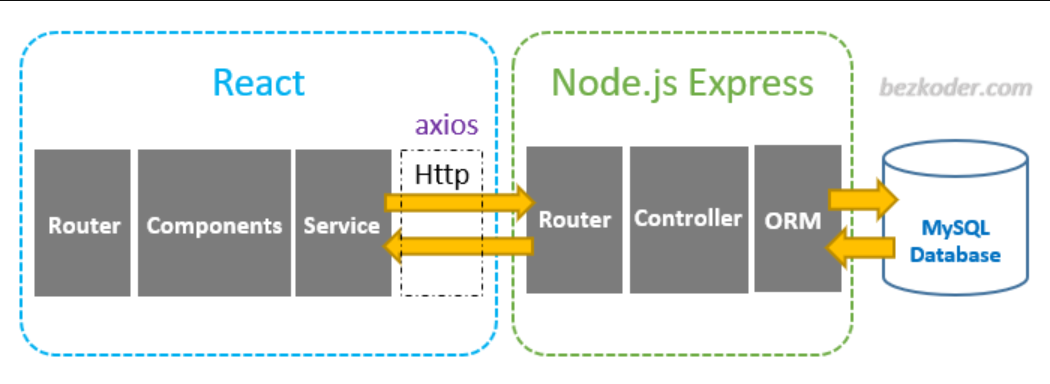 React
Node.js Express
bezkoder.com
axios
Http
Router
Components
Service
Router
Controller
ORM
MySQL
Database